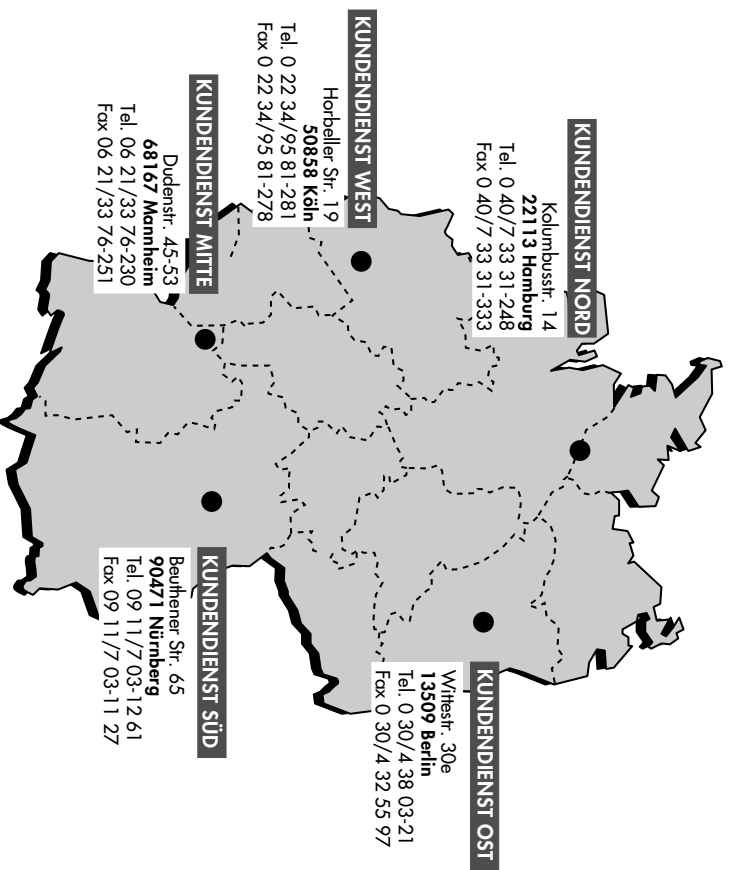 KUNDENDIENST NORD
Kolumbusstr. 14
22113 Hamburg
Tel. 0 40/7 33 31-248
Fax 0 40/7 33 31-333
KUNDENDIENST WEST
Horbeller Str. 19
50858 Köln
Tel. 0 22 34/95 81-281
Fax 0 22 34/95 81-278
KUNDENDIENST OST
Wittestr. 30e
13509 Berlin
Tel. 0 30/4 38 03-21
Fax 0 30/4 32 55 97
KUNDENDIENST MITTE
Dudenstr. 45-53
68167 Mannheim
Tel. 06 21/33 76-230
Fax 06 21/33 76-251
KUNDENDIENST SÜD
Beuthener Str. 65
90471 Nürnberg
Tel. 09 11/7 03-12 61
Fax 09 11/7 03-11 27